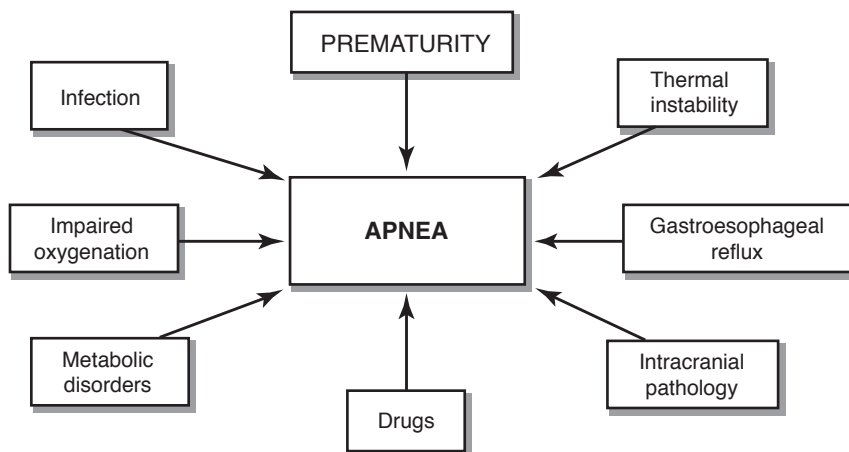 PREMATURITY
Infection
Thermal
instability
Impaired
oxygenation
APNEA
Gastroesophageal
reflux
Metabolic
disorders
Drugs
Intracranial
pathology